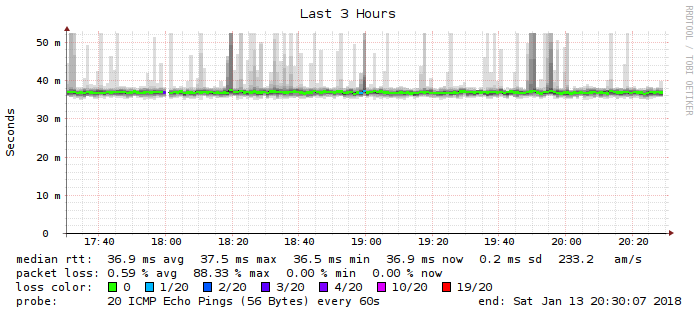 Last 3 Hours
RRDTOOL / TOBI OETIKER
Seconds
50 m
40 m
30 m
20 m
10 m
0
17:40 18:00 18:20 18:40 19:00 19:20 19:40 20:00 20:20
median rtt: 36.9 ms avg 37.5 ms max 36.5 ms min 36.9 ms now 0.2 ms sd 233.2 am/s
packet loss: 0.59 % avg 88.33 % max 0.00 % min 0.00 % now
loss color: 0 1/20 2/20 3/20 4/20 10/20 19/20
probe: 20 ICMP Echo Pings (56 Bytes) every 60s end: Sat Jan 13 20:30:07 2018